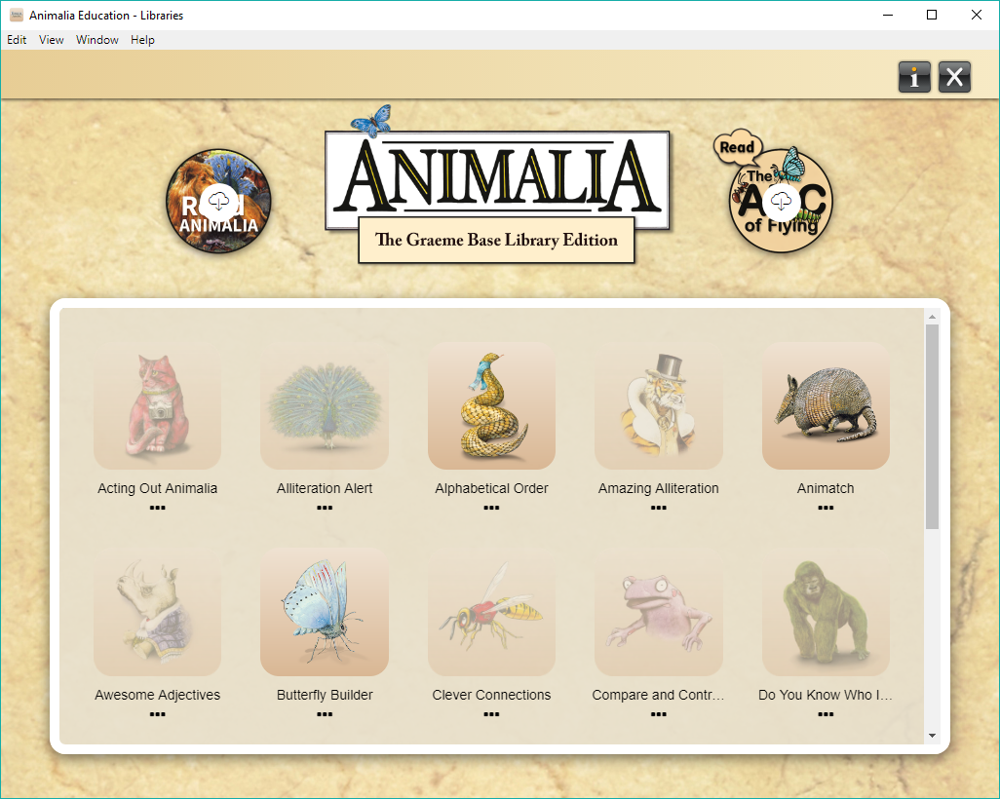 Animalia Education - Libraries
Edit View Window Help
i X
ANIMALIA
The Graeme Base Library Edition
Read
ANIMALIA
Read
The
ABC
of Flying
Acting Out Animalia
Alliteration Alert
Alphabetical Order
Amazing Alliteration
Animatch
Awesome Adjectives
Butterfly Builder
Clever Connections
Compare and Contr...
Do You Know Who I...